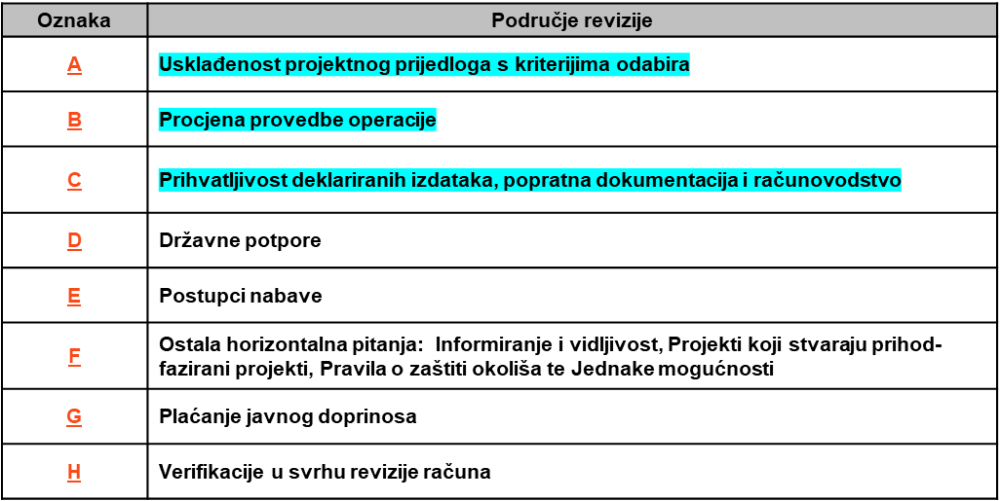 Oznaka Područje revizije
A Usklađenost projektnog prijedloga s kriterijima odabira
B Procjena provedbe operacije
C Prihvatljivost deklariranih izdataka, popratna dokumentacija i računovodstvo
D Državne potpore
E Postupci nabave
F Ostala horizontalna pitanja: Informiranje i vidljivost, Projekti koji stvaraju prihod-
fazirani projekti, Pravila o zaštiti okoliša te Jednake mogućnosti
G Plaćanje javnog doprinosa
H Verifikacije u svrhu revizije računa